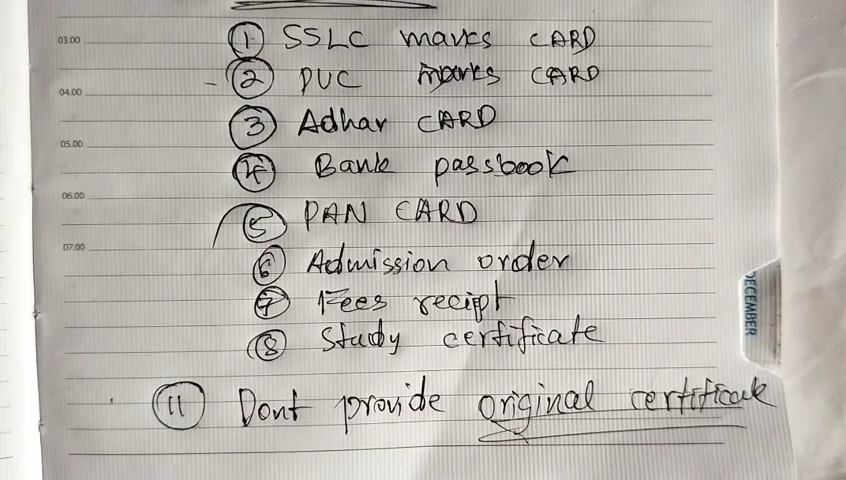 03.00 ① SSLC marks CARD
② PUC marks CARD
04.00
③ Adhar CARD
05.00
④ Bank passbook
06.00
⑤ PAN CARD
07.00
⑥ Admission order
⑦ Fees recipt
⑧ Study certificate
DECEMBER
⑪ Dont provide original certificate